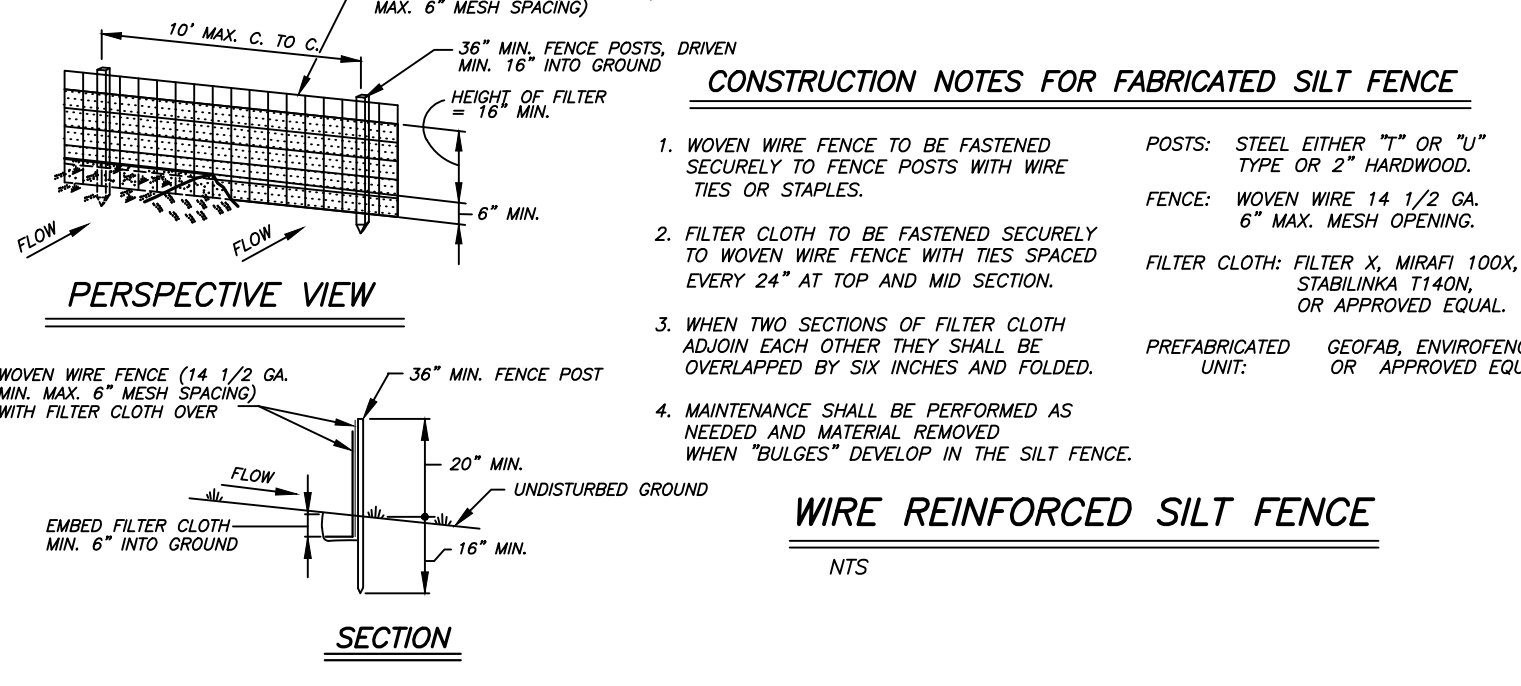 MAX. 6" MESH SPACING)
10' MAX. C. TO C.
36" MIN. FENCE POSTS, DRIVEN
MIN. 16" INTO GROUND
HEIGHT OF FILTER
= 16" MIN.
6" MIN.
FLOW
FLOW
PERSPECTIVE VIEW
WOVEN WIRE FENCE (14 1/2 GA.
MIN. MAX. 6" MESH SPACING)
WITH FILTER CLOTH OVER
36" MIN. FENCE POST
20" MIN.
FLOW
UNDISTURBED GROUND
EMBED FILTER CLOTH
MIN. 6" INTO GROUND
16" MIN.
SECTION
CONSTRUCTION NOTES FOR FABRICATED SILT FENCE
1. WOVEN WIRE FENCE TO BE FASTENED
SECURELY TO FENCE POSTS WITH WIRE
TIES OR STAPLES.
2. FILTER CLOTH TO BE FASTENED SECURELY
TO WOVEN WIRE FENCE WITH TIES SPACED
EVERY 24" AT TOP AND MID SECTION.
3. WHEN TWO SECTIONS OF FILTER CLOTH
ADJOIN EACH OTHER THEY SHALL BE
OVERLAPPED BY SIX INCHES AND FOLDED.
4. MAINTENANCE SHALL BE PERFORMED AS
NEEDED AND MATERIAL REMOVED
WHEN "BULGES" DEVELOP IN THE SILT FENCE.
POSTS: STEEL EITHER "T" OR "U"
TYPE OR 2" HARDWOOD.
FENCE: WOVEN WIRE 14 1/2 GA.
6" MAX. MESH OPENING.
FILTER CLOTH: FILTER X, MIRAFI 100X,
STABILINKA T140N,
OR APPROVED EQUAL.
PREFABRICATED GEOFAB,
UNIT: OR APPROVED
WIRE REINFORCED SILT FENCE
NTS